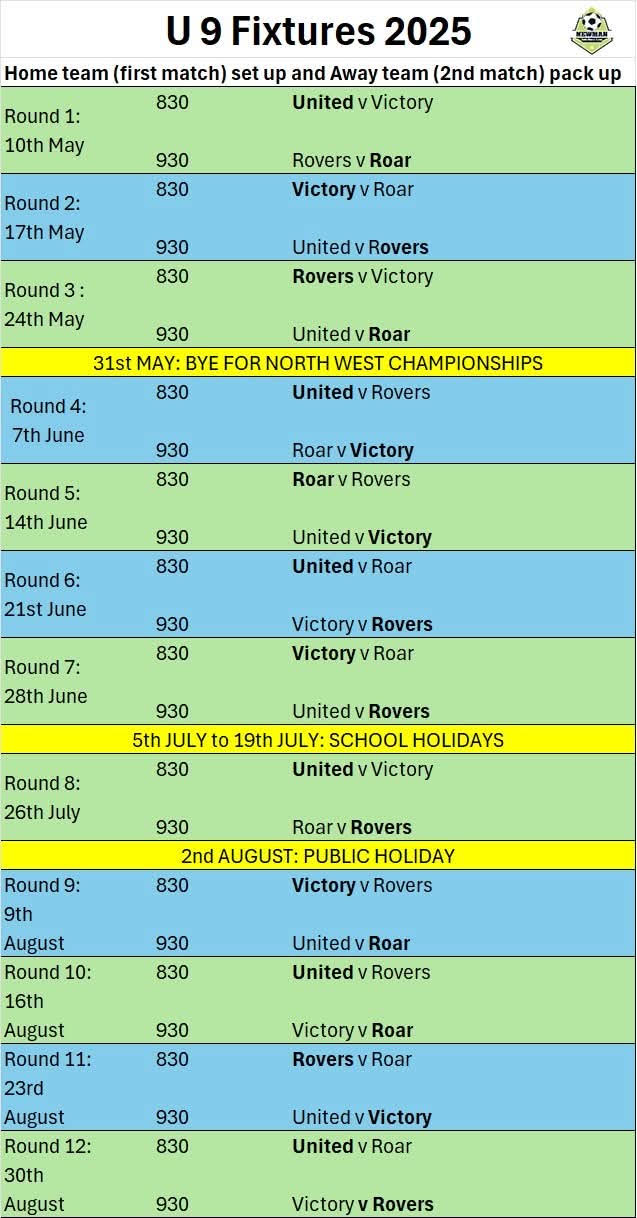 U 9 Fixtures 2025
NEWMAN
Home team (first match) set up and Away team (2nd match) pack up
Round 1:
10th May
830 United v Victory
930 Rovers v Roar
Round 2:
17th May
830 Victory v Roar
930 United v Rovers
Round 3 :
24th May
830 Rovers v Victory
930 United v Roar
31st MAY: BYE FOR NORTH WEST CHAMPIONSHIPS
Round 4:
7th June
830 United v Rovers
930 Roar v Victory
Round 5:
14th June
830 Roar v Rovers
930 United v Victory
Round 6:
21st June
830 United v Roar
930 Victory v Rovers
Round 7:
28th June
830 Victory v Roar
930 United v Rovers
5th JULY to 19th JULY: SCHOOL HOLIDAYS
Round 8:
26th July
830 United v Victory
930 Roar v Rovers
2nd AUGUST: PUBLIC HOLIDAY
Round 9:
9th
August
830 Victory v Rovers
930 United v Roar
Round 10:
16th
August
830 United v Rovers
930 Victory v Roar
Round 11:
23rd
August
830 Rovers v Roar
930 United v Victory
Round 12:
30th
August
830 United v Roar
930 Victory v Rovers